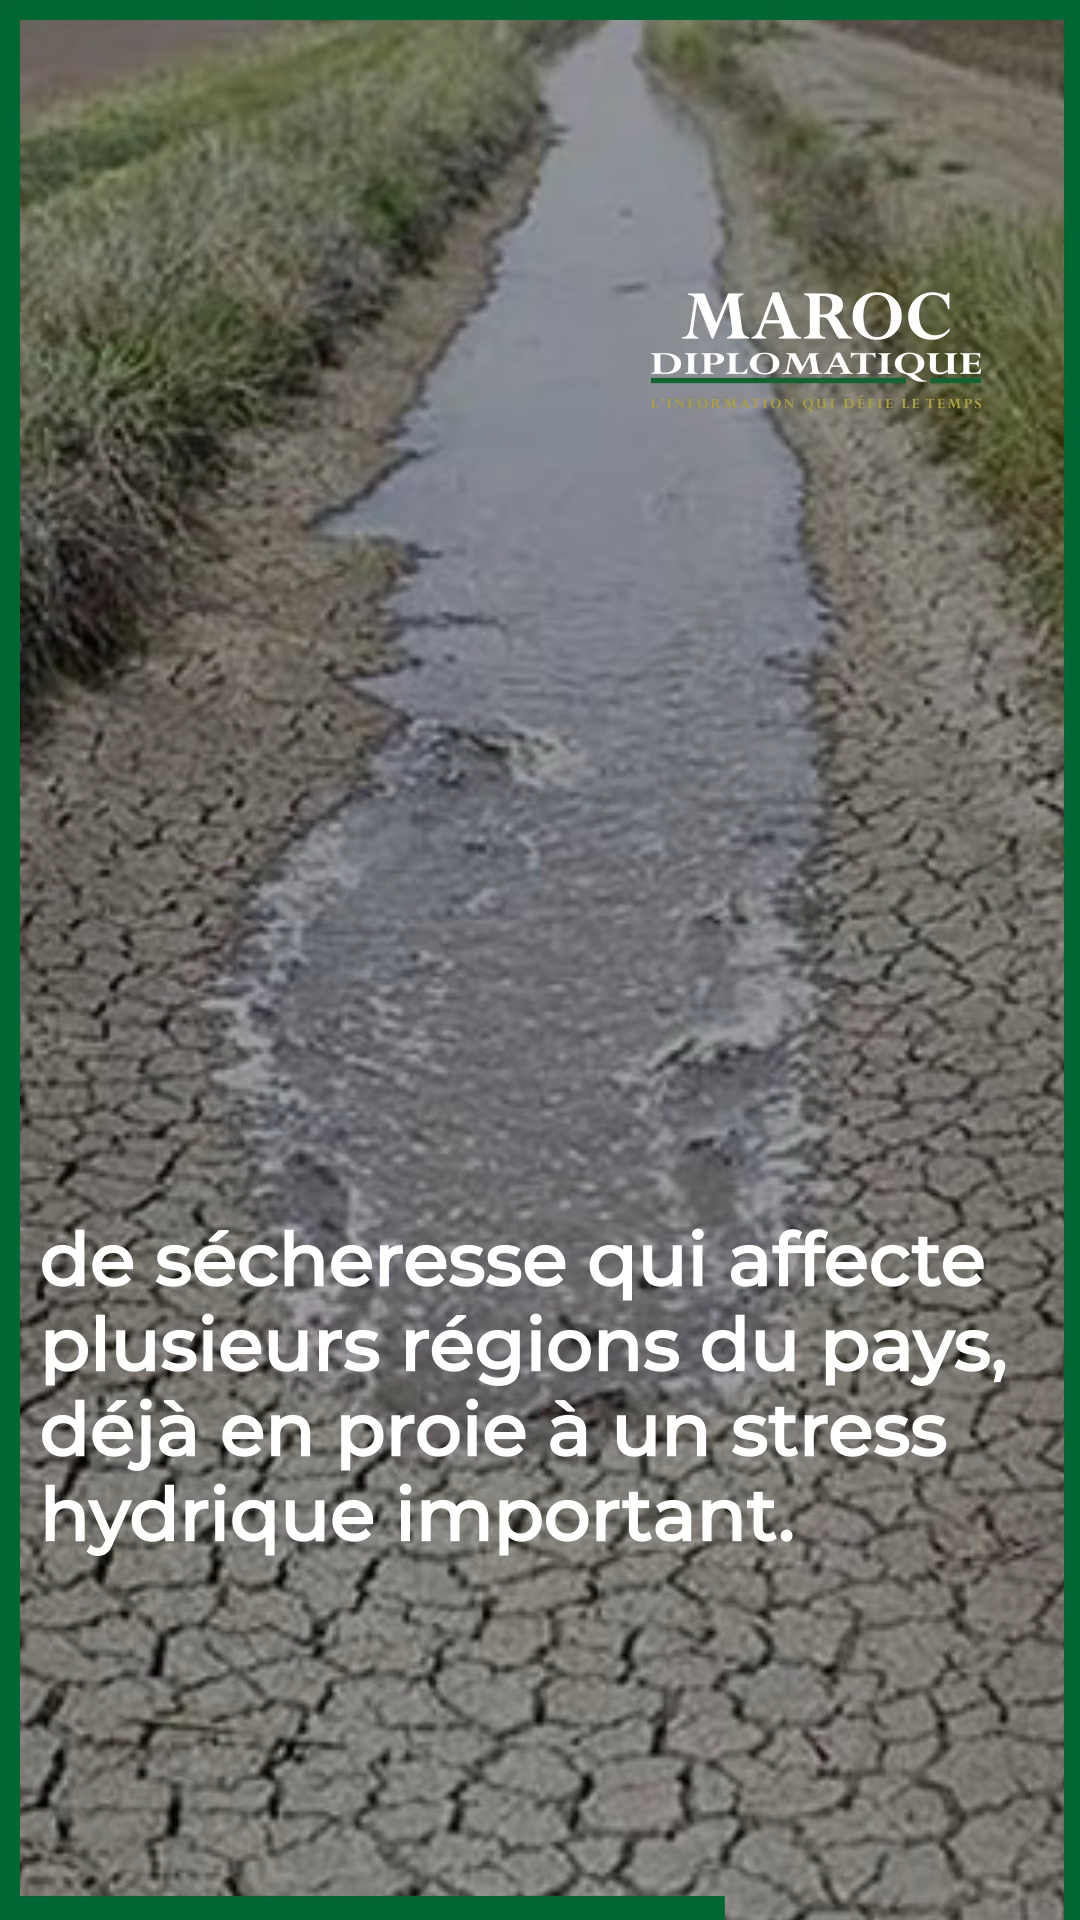 MAROC
DIPLOMATIQUE
L'INFORMATION QUI DÉFIE LE TEMPS
de sécheresse qui affecte
plusieurs régions du pays,
déjà en proie à un stress
hydrique important.